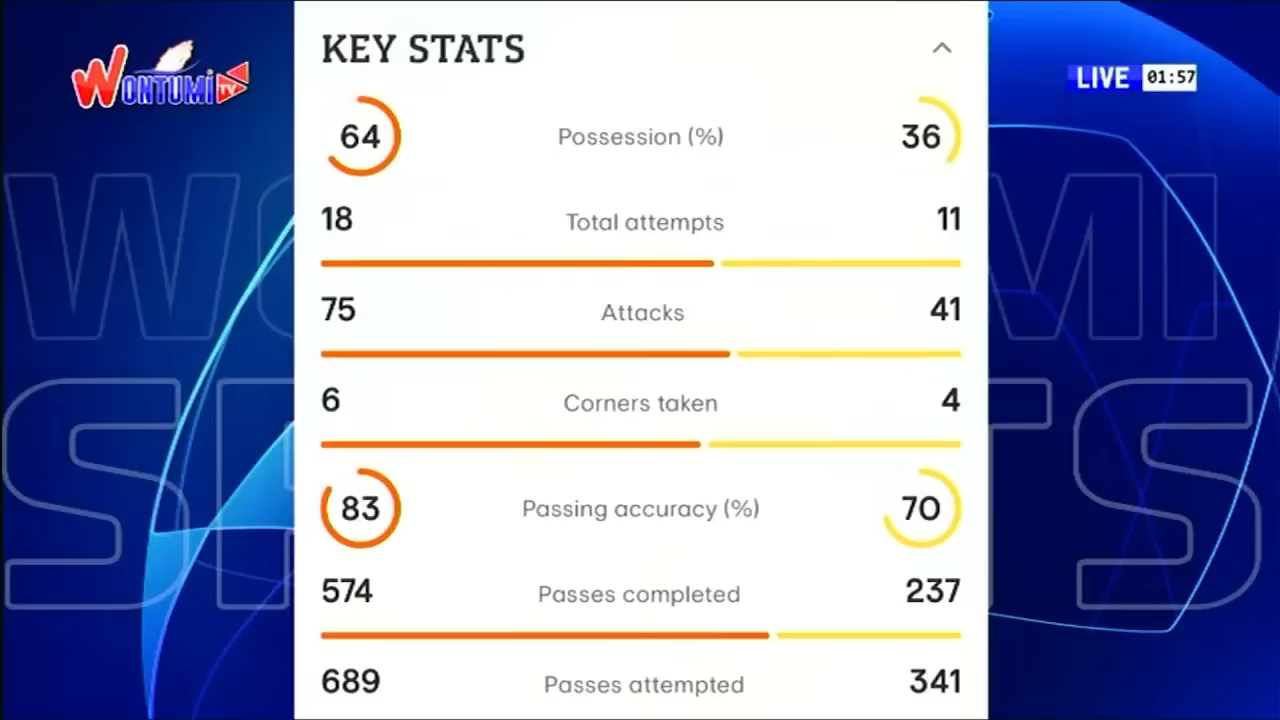 KEY STATS
WONTUMi TV
LIVE 01:57
64 Possession (%) 36
18 Total attempts 11
75 Attacks 41
6 Corners taken 4
83 Passing accuracy (%) 70
574 Passes completed 237
689 Passes attempted 341